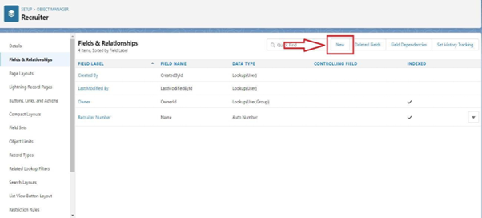 SETUP > OBJECT MANAGER
Recruiter
Details
Fields & Relationships
Page Layouts
Lightning Record Pages
Buttons, Links, and Actions
Compact Layouts
Field Sets
Object Limits
Record Types
Related Lookup Filters
Search Layouts
List View Button Layout
Restriction Rules
Fields & Relationships
4 Items, Sorted by Field Label
New
Deleted Fields
Field Dependencies
Set History Tracking
FIELD LABEL FIELD NAME DATA TYPE CONTROLLING FIELD INDEXED
Created By CreatedById Lookup(User)
Last Modified By LastModifiedById Lookup(User)
Owner OwnerId Lookup(User,Group)
Recruiter Number Name Auto Number